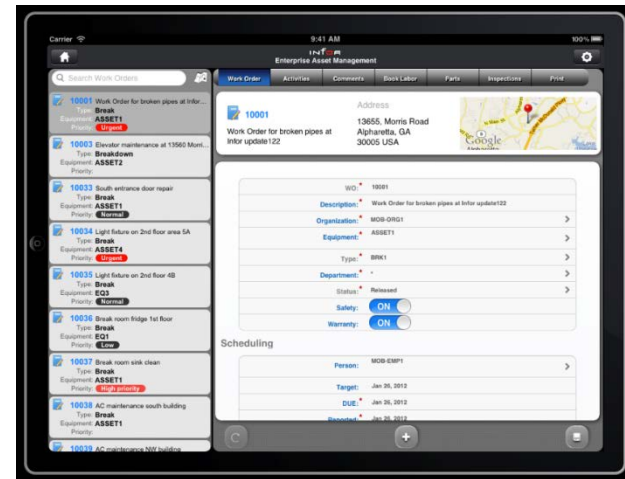 Carrier
9:41 AM
100%
INFOR
Enterprise Asset Management
Search Work Orders
10001 Work Order for broken pipes at Infor...
Type: Break
Equipment: ASSET1
Priority: Urgent
10003 Elevator maintenance at 13560 Morri...
Type: Breakdown
Equipment: ASSET2
Priority:
10033 South entrance door repair
Type: Break
Equipment: ASSET1
Priority: Normal
10034 Light fixture on 2nd floor area 5A
Type: Break
Equipment: ASSET4
Priority: Urgent
10035 Light fixture on 2nd floor 4B
Type: Break
Equipment: EQ3
Priority: Normal
10036 Break room fridge 1st floor
Type: Break
Equipment: EQ1
Priority: Low
10037 Break room sink clean
Type: Break
Equipment: ASSET1
Priority: High priority
10038 AC maintenance south building
Type: Break
Equipment: ASSET1
Priority:
10039 AC maintenance NW building
Work Order Activities Comments Book Labor Parts Inspections Print
10001
Work Order for broken pipes at
Infor update122
Address
13655, Morris Road
Alpharetta, GA
30005 USA
Google
WO:* 10001
Description:* Work Order for broken pipes at Infor update122
Organization:* MOB-ORG1
Equipment:* ASSET1
Type:* BRK1
Department:* *
Status:* Released
Safety: ON
Warranty: ON
Scheduling
Person: MOB-EMP1
Target: Jan 26, 2012
DUE:* Jan 26, 2012
Reported:* Jan 26, 2012